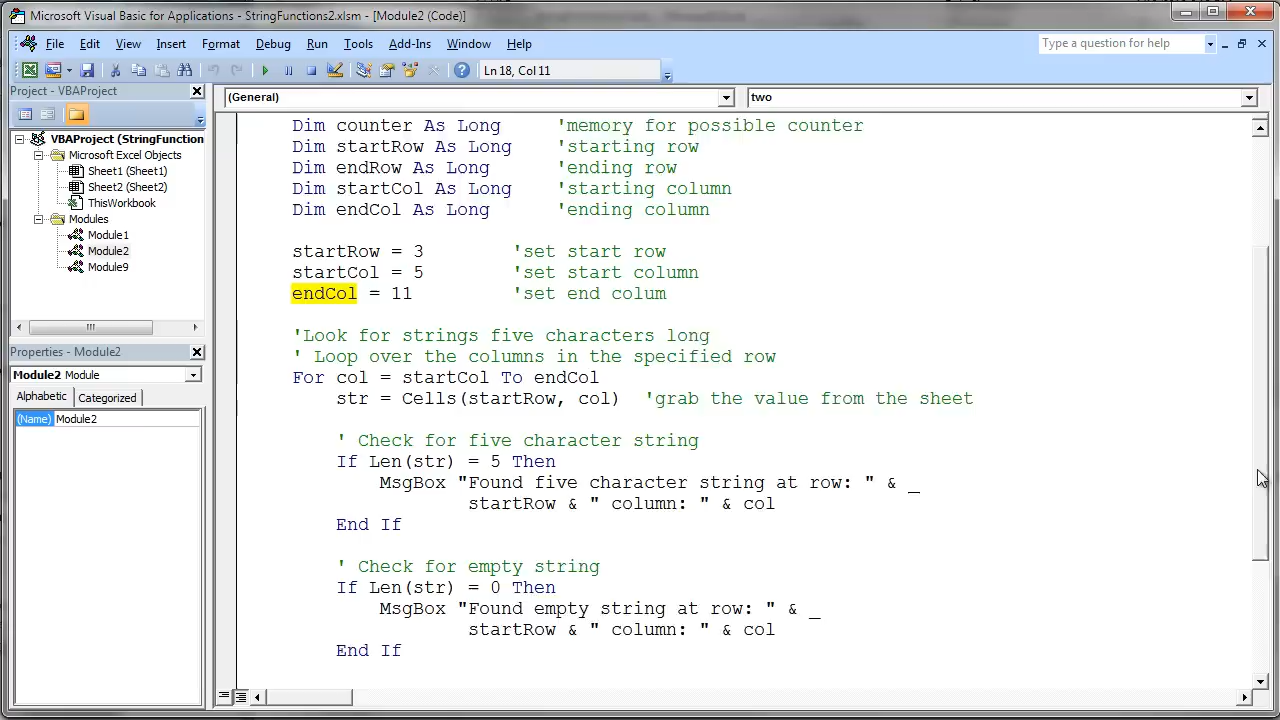 Microsoft Visual Basic for Applications - StringFunctions2.xlsm - [Module2 (Code)]
File Edit View Insert Format Debug Run Tools Add-Ins Window Help
Type a question for help
Ln 18, Col 11
Project - VBAProject
(General)
two
VBAProject (StringFunction
Microsoft Excel Objects
Sheet1 (Sheet1)
Sheet2 (Sheet2)
ThisWorkbook
Modules
Module1
Module2
Module9
Properties - Module2
Module2 Module
Alphabetic Categorized
(Name) Module2
Dim counter As Long 'memory for possible counter
Dim startRow As Long 'starting row
Dim endRow As Long 'ending row
Dim startCol As Long 'starting column
Dim endCol As Long 'ending column
startRow = 3 'set start row
startCol = 5 'set start column
endCol = 11 'set end colum
'Look for strings five characters long
' Loop over the columns in the specified row
For col = startCol To endCol
str = Cells(startRow, col) 'grab the value from the sheet
' Check for five character string
If Len(str) = 5 Then
MsgBox "Found five character string at row: " & _
startRow & " column: " & col
End If
' Check for empty string
If Len(str) = 0 Then
MsgBox "Found empty string at row: " & _
startRow & " column: " & col
End If